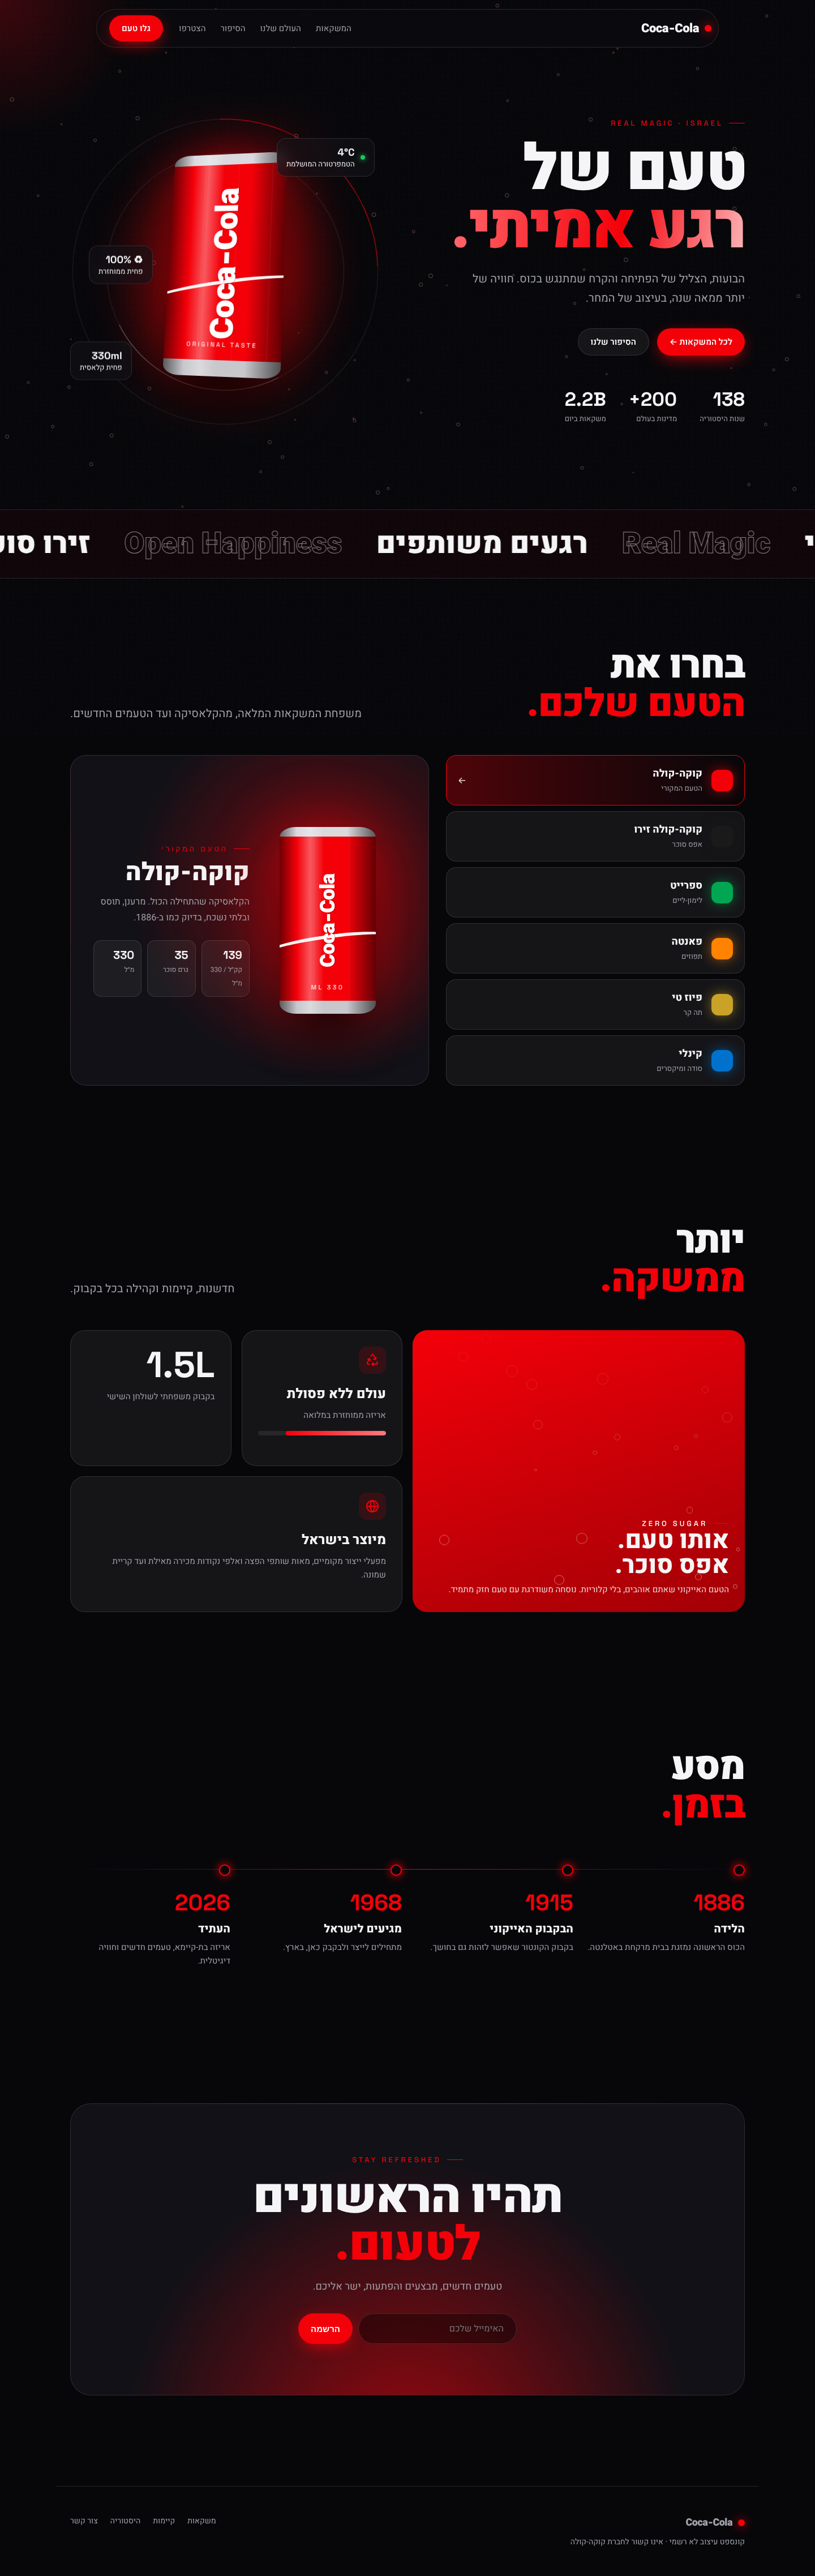 Coca-Cola
המשקאות
העולם שלנו
הסיפור
הצטרפו
גלו טעם
REAL MAGIC · ISRAEL
טעם של
רגע אמיתי.
הבועות, הצליל של הפתיחה והקרח שמתנגש בכוס. חוויה של
יותר ממאה שנה, בעיצוב של המחר.
לכל המשקאות ←
הסיפור שלנו
138
שנות היסטוריה
200+
מדינות בעולם
2.2B
משקאות ביום
4°C
הטמפרטורה המושלמת
♻ 100%
פחית ממוחזרת
330ml
פחית קלאסית
Coca-Cola
ORIGINAL TASTE
Real Magic
רגעים משותפים
Open Happiness
זירו סוכ
בחרו את
הטעם שלכם.
משפחת המשקאות המלאה, מהקלאסיקה ועד הטעמים החדשים.
קוקה-קולה
הטעם המקורי
←
קוקה-קולה זירו
אפס סוכר
ספרייט
לימון-ליים
פאנטה
תפוזים
פיוז טי
תה קר
קינלי
סודה ומיקסרים
Coca-Cola
330 ML
הטעם המקורי
קוקה-קולה
הקלאסיקה שהתחילה הכול. מרענן, תוסס
ובלתי נשכח, בדיוק כמו ב-1886.
139
קק״ל / 330
מ״ל
35
גרם סוכר
330
מ״ל
יותר
ממשקה.
חדשנות, קיימות וקהילה בכל בקבוק.
ZERO SUGAR
אותו טעם.
אפס סוכר.
הטעם האייקוני שאתם אוהבים, בלי קלוריות. נוסחה משודרגת עם טעם חזק מתמיד.
עולם ללא פסולת
אריזה ממוחזרת במלואה
1.5L
בקבוק משפחתי לשולחן השישי
מיוצר בישראל
מפעלי ייצור מקומיים, מאות שותפי הפצה ואלפי נקודות מכירה מאילת ועד קריית
שמונה.
מסע
בזמן.
1886
הלידה
הכוס הראשונה נמזגת בבית מרקחת באטלנטה.
1915
הבקבוק האייקוני
בקבוק הקונטור שאפשר לזהות גם בחושך.
1968
מגיעים לישראל
מתחילים לייצר ולבקבק כאן, בארץ.
2026
העתיד
אריזה בת-קיימא, טעמים חדשים וחוויה
דיגיטלית.
STAY REFRESHED
תהיו הראשונים
לטעום.
טעמים חדשים, מבצעים והפתעות, ישר אליכם.
האימייל שלכם
הרשמה
Coca-Cola
קונספט עיצוב לא רשמי · אינו קשור לחברת קוקה-קולה
משקאות
קיימות
היסטוריה
צור קשר